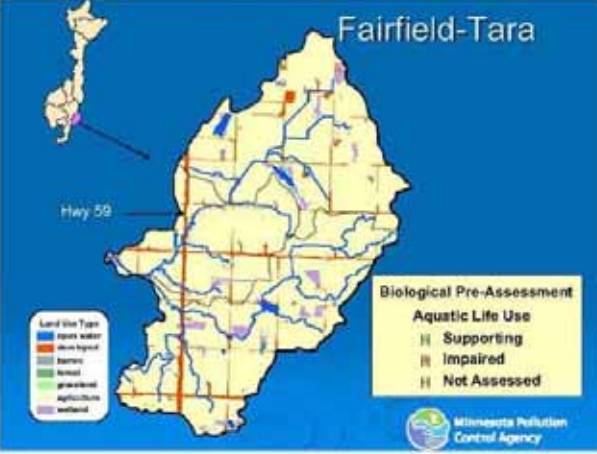 Fairfield-Tara
Hwy 59
Land Use Type
open water
developed
barren
forest
grassland
agriculture
wetland
Biological Pre-Assessment
Aquatic Life Use
Supporting
Impaired
Not Assessed
Minnesota Pollution
Control Agency